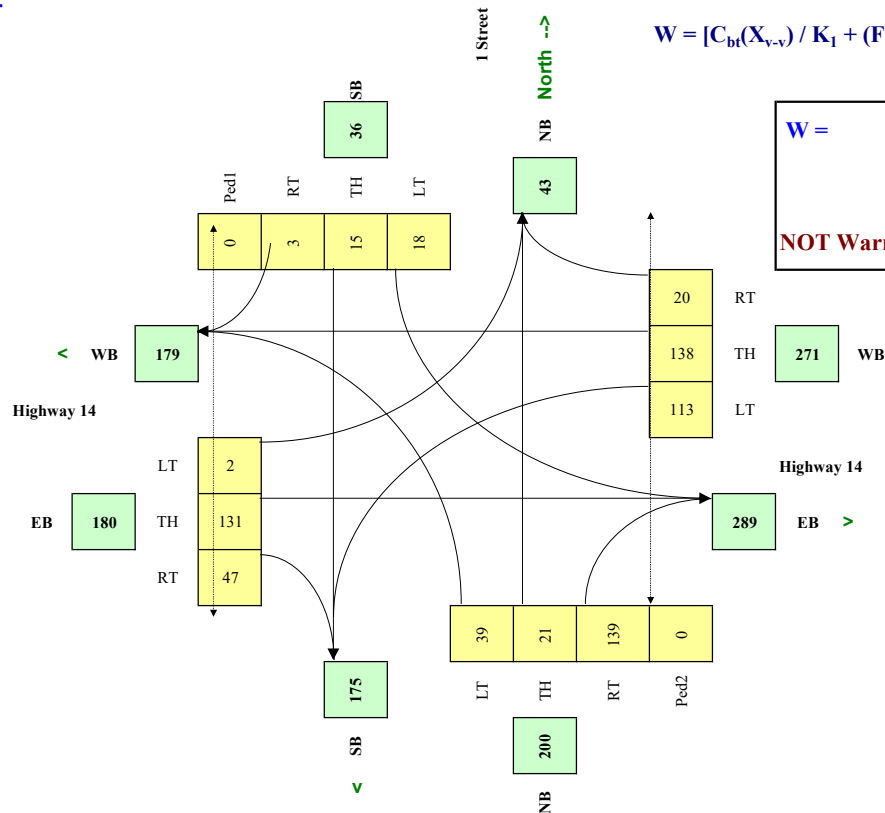 1 Street
North -->
W = [C_bt(X_v-v) / K_1 + (F
W =
NOT Warr
SB
36
NB
43
Ped1
RT
TH
LT
0
3
15
18
20
RT
138
TH
113
LT
271
WB
< WB
179
Highway 14
LT
2
EB
180
TH
131
RT
47
Highway 14
289
EB >
39
21
139
0
LT
TH
RT
Ped2
175
SB
v
200
NB